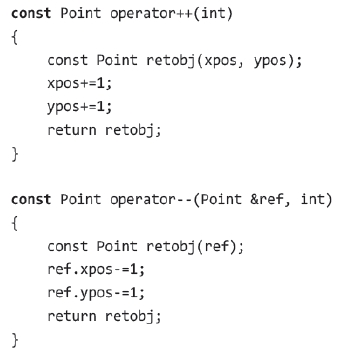 const Point operator++(int)
{
const Point retobj(xpos, ypos);
xpos+=1;
ypos+=1;
return retobj;
}
const Point operator--(Point &ref, int)
{
const Point retobj(ref);
ref.xpos-=1;
ref.ypos-=1;
return retobj;
}